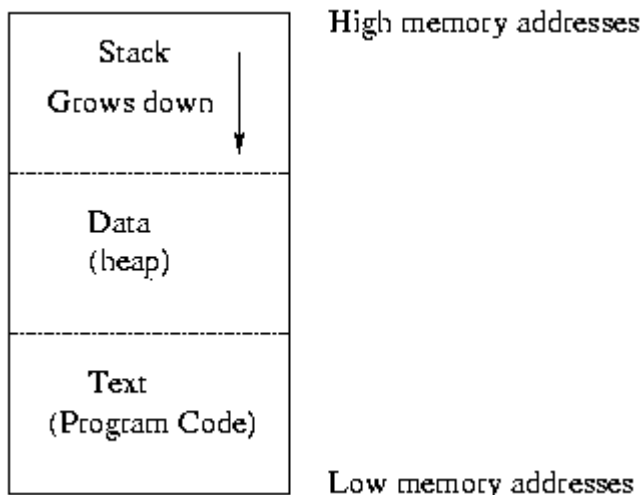 High memory addresses
Stack
Grows down
Data
(heap)
Text
(Program Code)
Low memory addresses